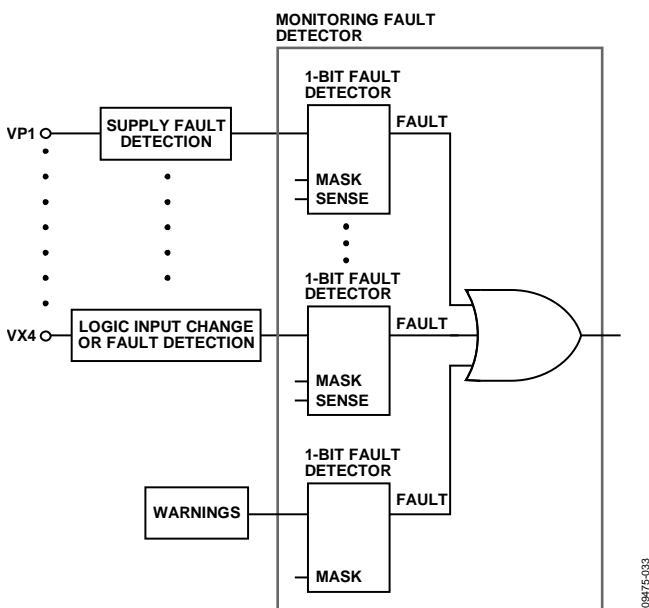 MONITORING FAULT
DETECTOR
1-BIT FAULT
DETECTOR
FAULT
VP1
SUPPLY FAULT
DETECTION
MASK
SENSE
1-BIT FAULT
DETECTOR
FAULT
VX4
LOGIC INPUT CHANGE
OR FAULT DETECTION
MASK
SENSE
1-BIT FAULT
DETECTOR
FAULT
WARNINGS
MASK
09475-033